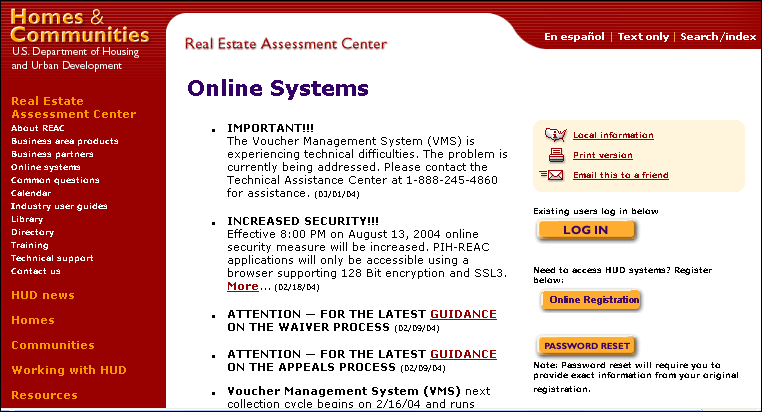 Homes &
Communities
U.S. Department of Housing
and Urban Development
Real Estate Assessment Center
En español | Text only | Search/index
Real Estate
Assessment Center
About REAC
Business area products
Business partners
Online systems
Common questions
Calendar
Industry user guides
Library
Directory
Training
Technical support
Contact us
HUD news
Homes
Communities
Working with HUD
Resources
Online Systems
• IMPORTANT!!!
The Voucher Management System (VMS) is
experiencing technical difficulties. The problem is
currently being addressed. Please contact the
Technical Assistance Center at 1-888-245-4860
for assistance. (03/01/04)
• INCREASED SECURITY!!!
Effective 8:00 PM on August 13, 2004 online
security measure will be increased. PIH-REAC
applications will only be accessible using a
browser supporting 128 Bit encryption and SSL3.
More... (02/18/04)
• ATTENTION — FOR THE LATEST GUIDANCE
ON THE WAIVER PROCESS (02/09/04)
• ATTENTION — FOR THE LATEST GUIDANCE
ON THE APPEALS PROCESS (02/09/04)
• Voucher Management System (VMS) next
collection cycle begins on 2/16/04 and runs
Local information
Print version
Email this to a friend
Existing users log in below
LOG IN
Need to access HUD systems? Register
below:
Online Registration
PASSWORD RESET
Note: Password reset will require you to
provide exact information from your original
registration.